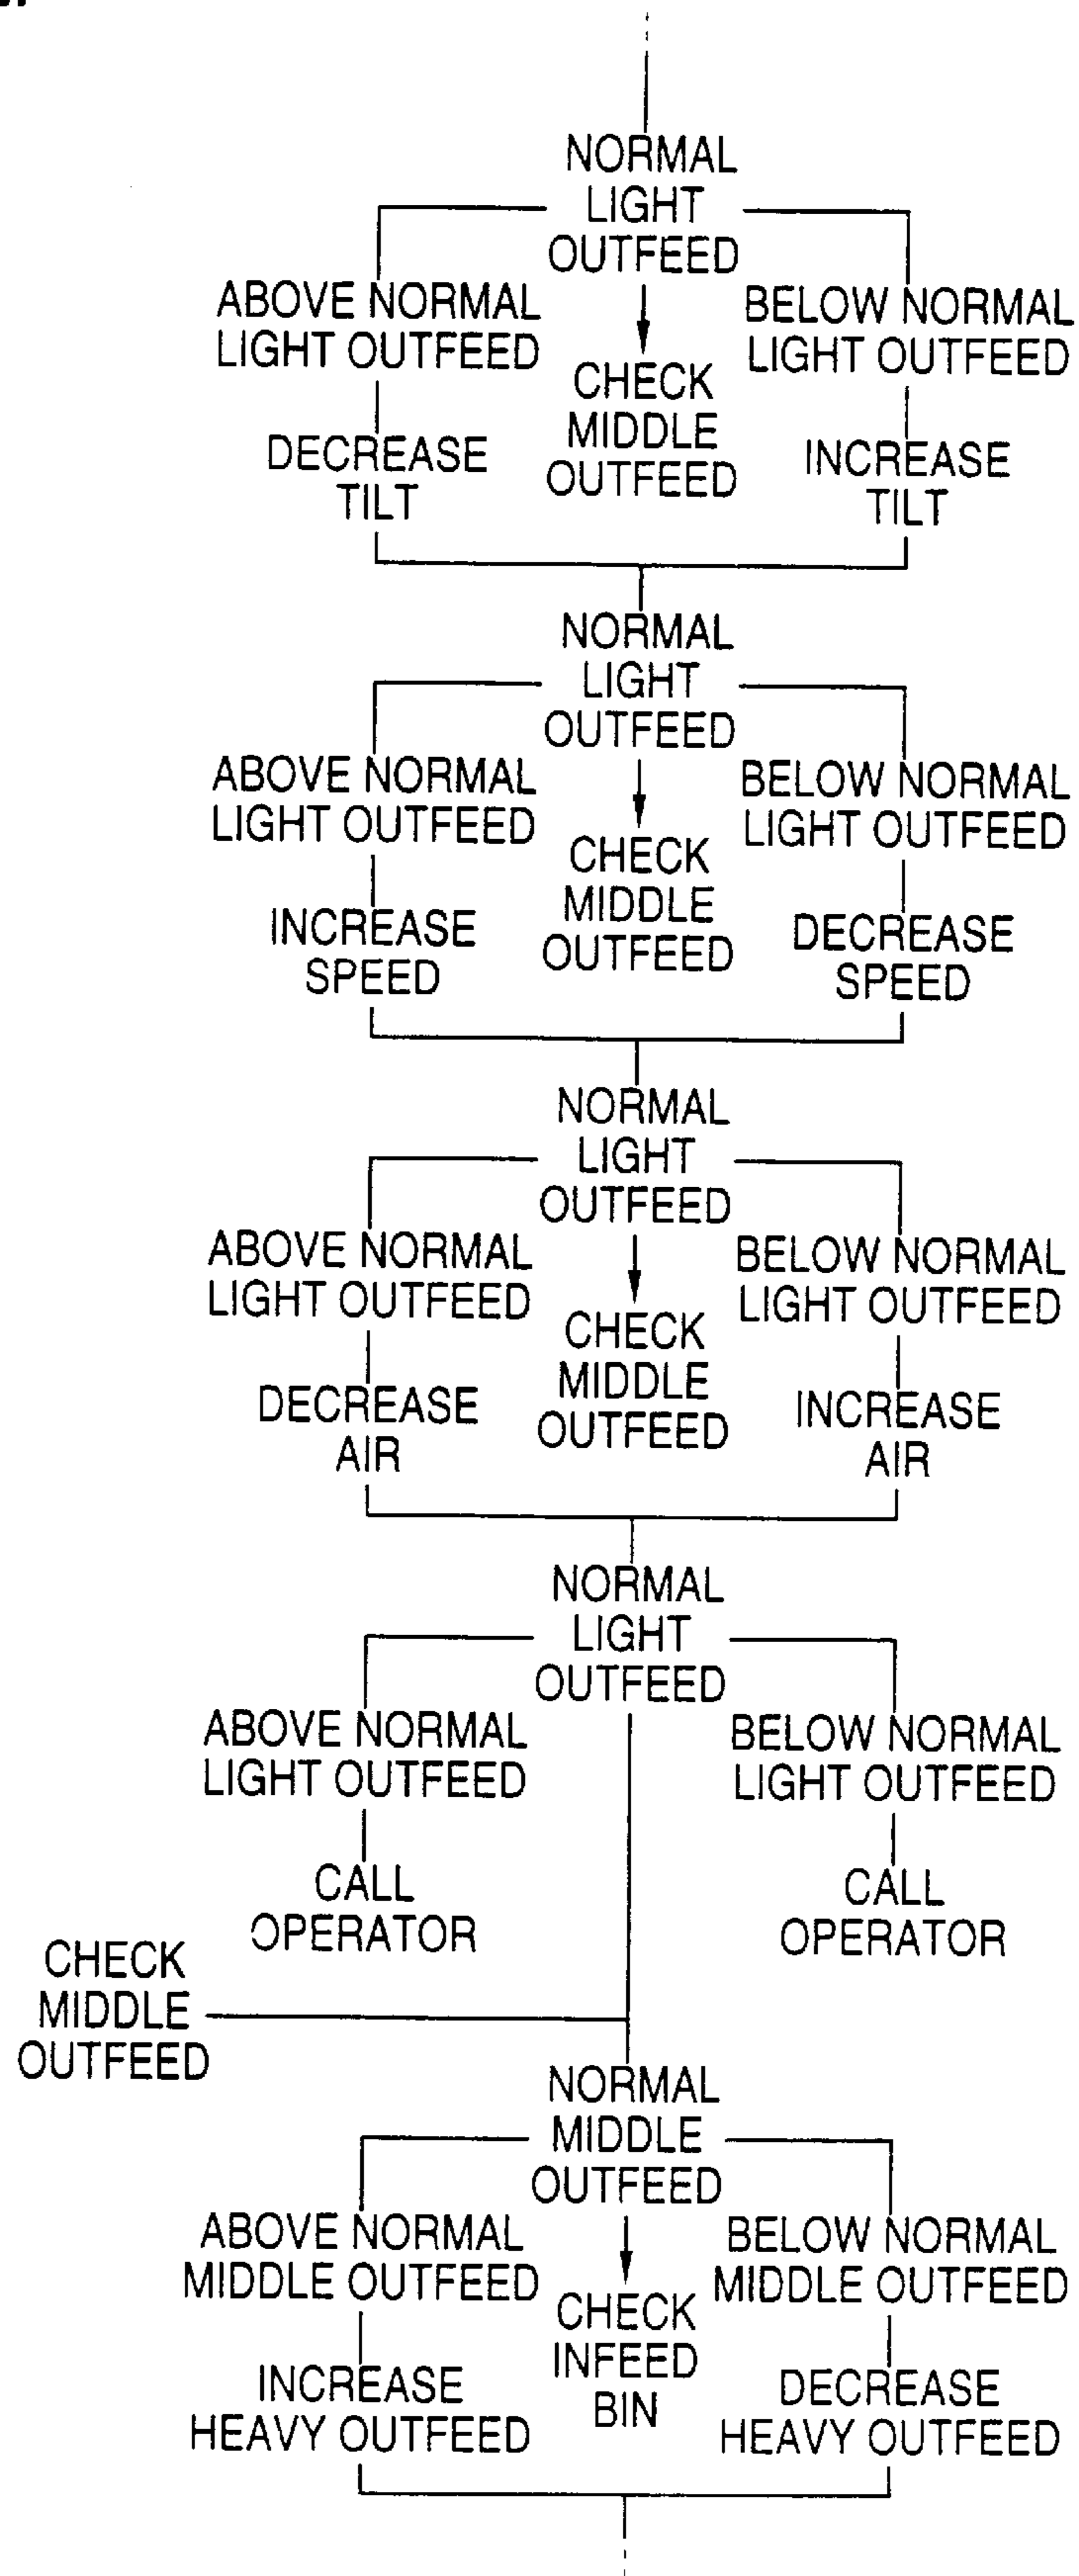 NORMAL
LIGHT
OUTFEED
ABOVE NORMAL
LIGHT OUTFEED
BELOW NORMAL
LIGHT OUTFEED
CHECK
MIDDLE
OUTFEED
DECREASE
TILT
INCREASE
TILT
NORMAL
LIGHT
OUTFEED
ABOVE NORMAL
LIGHT OUTFEED
BELOW NORMAL
LIGHT OUTFEED
CHECK
MIDDLE
OUTFEED
INCREASE
SPEED
DECREASE
SPEED
NORMAL
LIGHT
OUTFEED
ABOVE NORMAL
LIGHT OUTFEED
BELOW NORMAL
LIGHT OUTFEED
CHECK
MIDDLE
OUTFEED
DECREASE
AIR
INCREASE
AIR
NORMAL
LIGHT
OUTFEED
ABOVE NORMAL
LIGHT OUTFEED
BELOW NORMAL
LIGHT OUTFEED
CALL
OPERATOR
CALL
OPERATOR
CHECK
MIDDLE
OUTFEED
NORMAL
MIDDLE
OUTFEED
ABOVE NORMAL
MIDDLE OUTFEED
BELOW NORMAL
MIDDLE OUTFEED
CHECK
INFEED
BIN
INCREASE
HEAVY OUTFEED
DECREASE
HEAVY OUTFEED